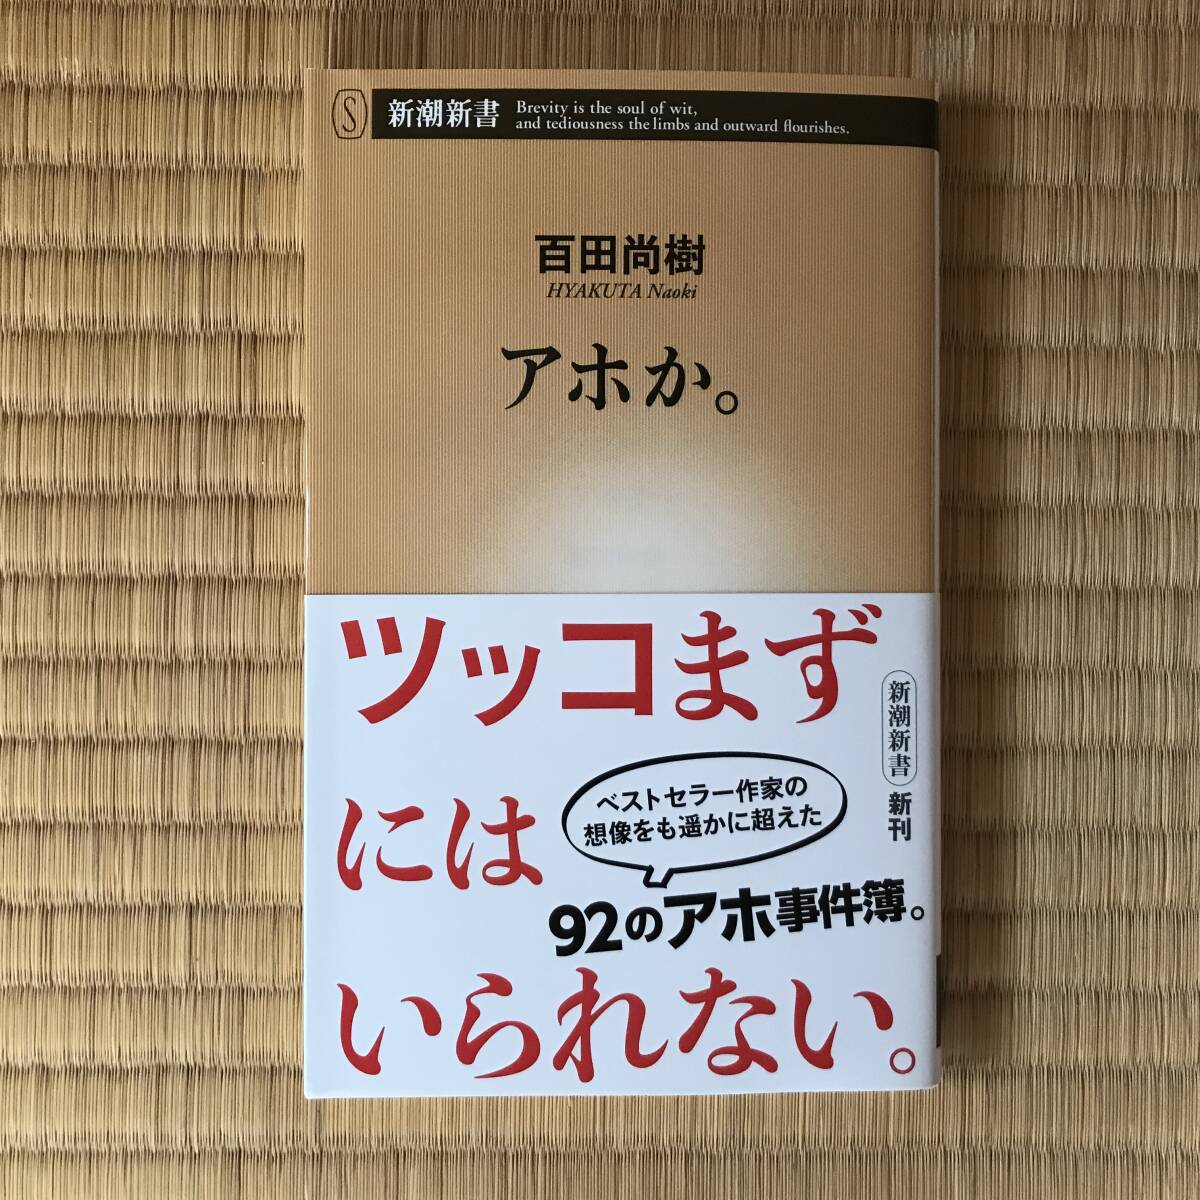 S
新潮新書
Brevity is the soul of wit,
and tediousness the limbs and outward flourishes.
百田尚樹
HYAKUTA Naoki
アホか。
ツッコまず
には
いられない。
ベストセラー作家の
想像をも遥かに超えた
92のアホ事件簿。
新潮新書
新刊